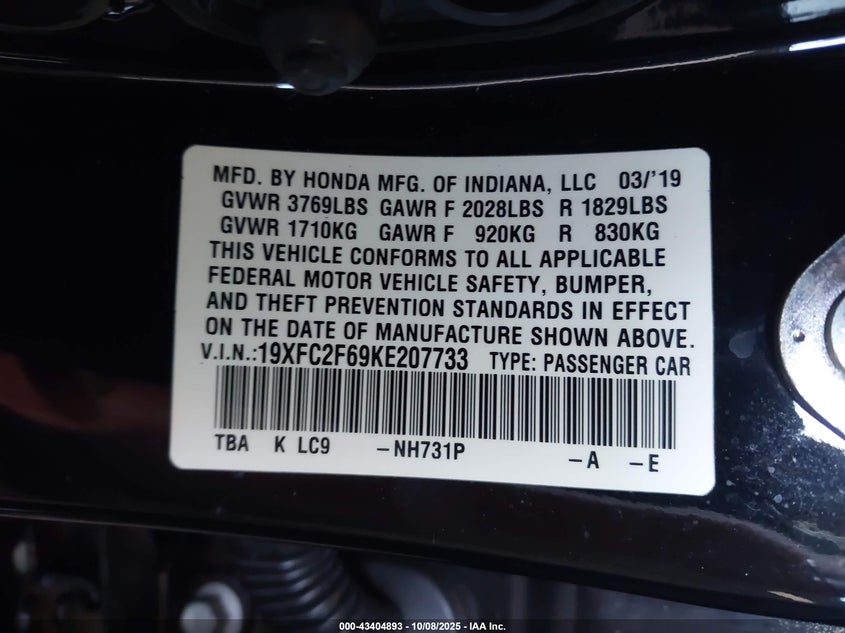 MFD. BY HONDA MFG. OF INDIANA, LLC 03/'19
GVWR 3769LBS GAWR F 2028LBS R 1829LBS
GVWR 1710KG GAWR F 920KG R 830KG
THIS VEHICLE CONFORMS TO ALL APPLICABLE
FEDERAL MOTOR VEHICLE SAFETY, BUMPER,
AND THEFT PREVENTION STANDARDS IN EFFECT
ON THE DATE OF MANUFACTURE SHOWN ABOVE.
V.I.N.:19XFC2F69KE207733 TYPE: PASSENGER CAR
TBA K LC9 –NH731P –A –E
000-43404893 - 10/08/2025 - IAA Inc.